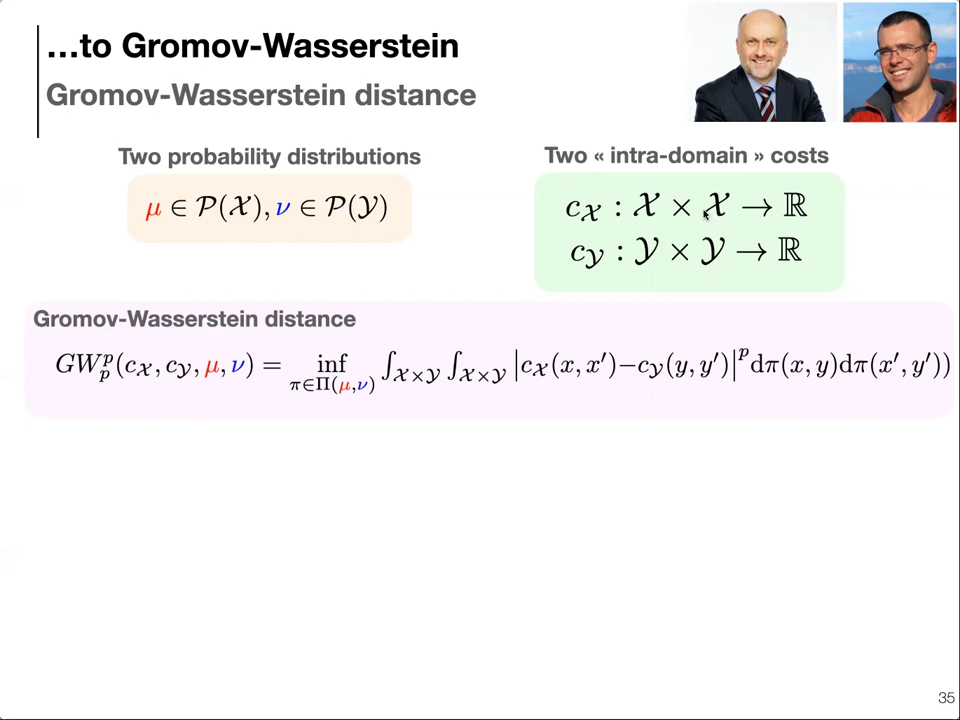 …to Gromov-Wasserstein
Gromov-Wasserstein distance
Two probability distributions
μ ∈ 𝒫(𝒳), ν ∈ 𝒫(𝒴)
Two « intra-domain » costs
c_𝒳 : 𝒳 × 𝒳 → ℝ
c_𝒴 : 𝒴 × 𝒴 → ℝ
Gromov-Wasserstein distance
GW_p^p(c_𝒳, c_𝒴, μ, ν) = inf_{π∈Π(μ,ν)} ∫_{𝒳×𝒴} ∫_{𝒳×𝒴} |c_𝒳(x, x′)−c_𝒴(y, y′)|^p dπ(x, y)dπ(x′, y′))
35